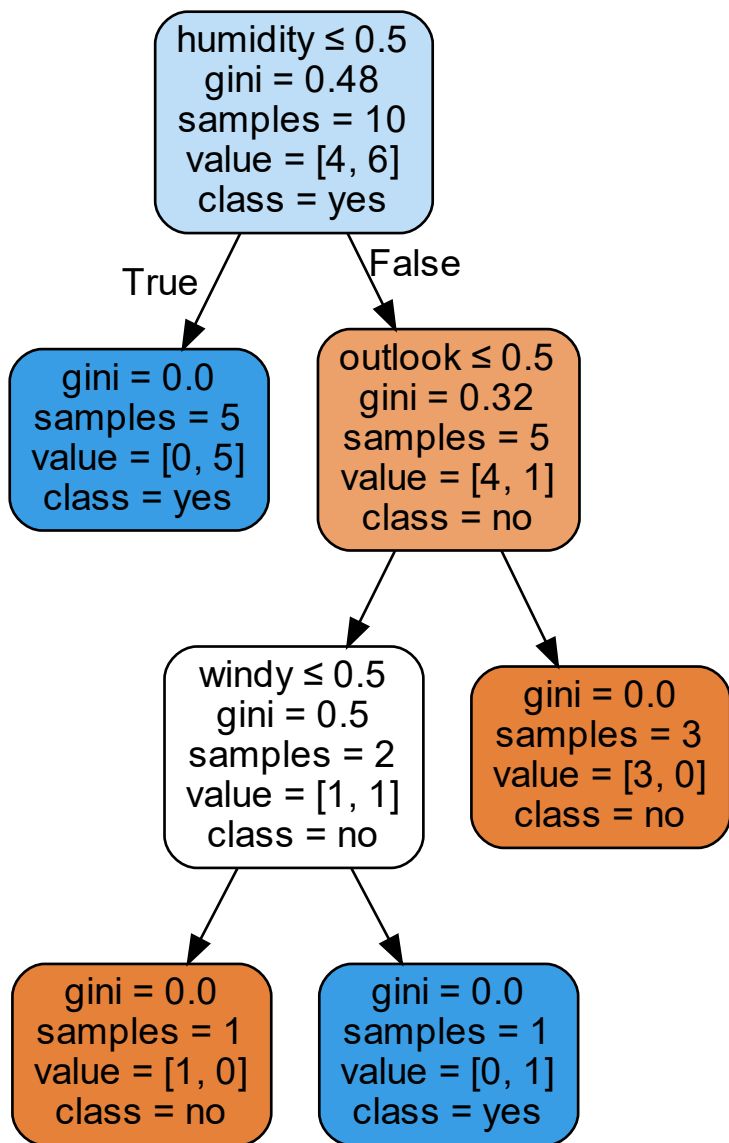 humidity ≤ 0.5
gini = 0.48
samples = 10
value = [4, 6]
class = yes
True
False
gini = 0.0
samples = 5
value = [0, 5]
class = yes
outlook ≤ 0.5
gini = 0.32
samples = 5
value = [4, 1]
class = no
windy ≤ 0.5
gini = 0.5
samples = 2
value = [1, 1]
class = no
gini = 0.0
samples = 3
value = [3, 0]
class = no
gini = 0.0
samples = 1
value = [1, 0]
class = no
gini = 0.0
samples = 1
value = [0, 1]
class = yes